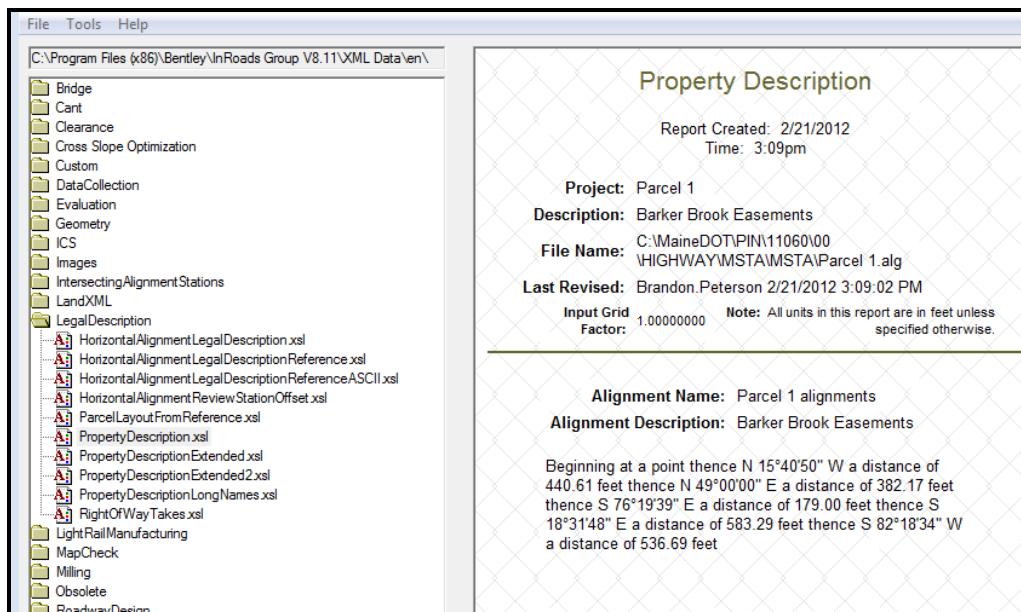 File Tools Help
C:\Program Files (x86)\Bentley\InRoads Group V8.11\XML Data\en\
Bridge
Cant
Clearance
Cross Slope Optimization
Custom
DataCollection
Evaluation
Geometry
ICS
Images
IntersectingAlignmentStations
LandXML
LegalDescription
HorizontalAlignmentLegalDescription.xsl
HorizontalAlignmentLegalDescriptionReference.xsl
HorizontalAlignmentLegalDescriptionReferenceASCII.xsl
HorizontalAlignmentReviewStationOffset.xsl
ParcelLayoutFromReference.xsl
PropertyDescription.xsl
PropertyDescriptionExtended.xsl
PropertyDescriptionExtended2.xsl
PropertyDescriptionLongNames.xsl
RightOfWayTakes.xsl
LightRailManufacturing
MapCheck
Milling
Obsolete
RoadwayDesign
Property Description
Report Created: 2/21/2012
Time: 3:09pm
Project: Parcel 1
Description: Barker Brook Easements
File Name: C:\MaineDOT\PIN\11060\00
\HIGHWAY\MSTA\MSTA\Parcel 1.alg
Last Revised: Brandon.Peterson 2/21/2012 3:09:02 PM
Input Grid Factor: 1.00000000 Note: All units in this report are in feet unless
specified otherwise.
Alignment Name: Parcel 1 alignments
Alignment Description: Barker Brook Easements
Beginning at a point thence N 15°40'50" W a distance of
440.61 feet thence N 49°00'00" E a distance of 382.17 feet
thence S 76°19'39" E a distance of 179.00 feet thence S
18°31'48" E a distance of 583.29 feet thence S 82°18'34" W
a distance of 536.69 feet